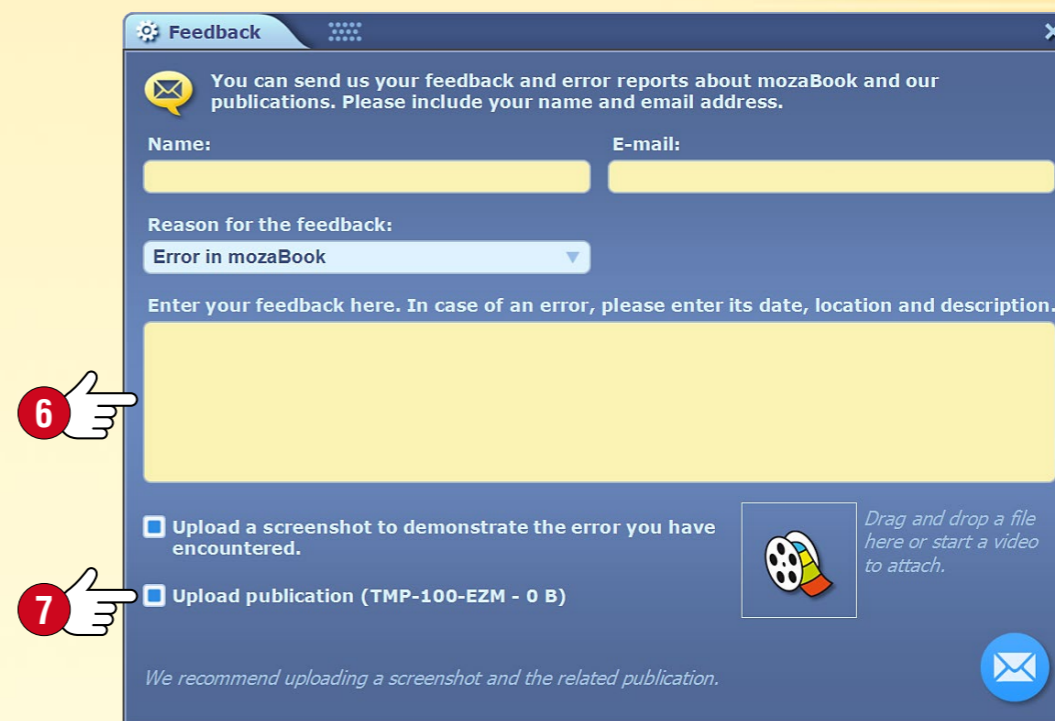 Feedback
You can send us your feedback and error reports about mozaBook and our
publications. Please include your name and email address.
Name:
E-mail:
Reason for the feedback:
Error in mozaBook
Enter your feedback here. In case of an error, please enter its date, location and description.
6
Upload a screenshot to demonstrate the error you have
encountered.
Drag and drop a file
here or start a video
to attach.
7
Upload publication (TMP-100-EZM - 0 B)
We recommend uploading a screenshot and the related publication.